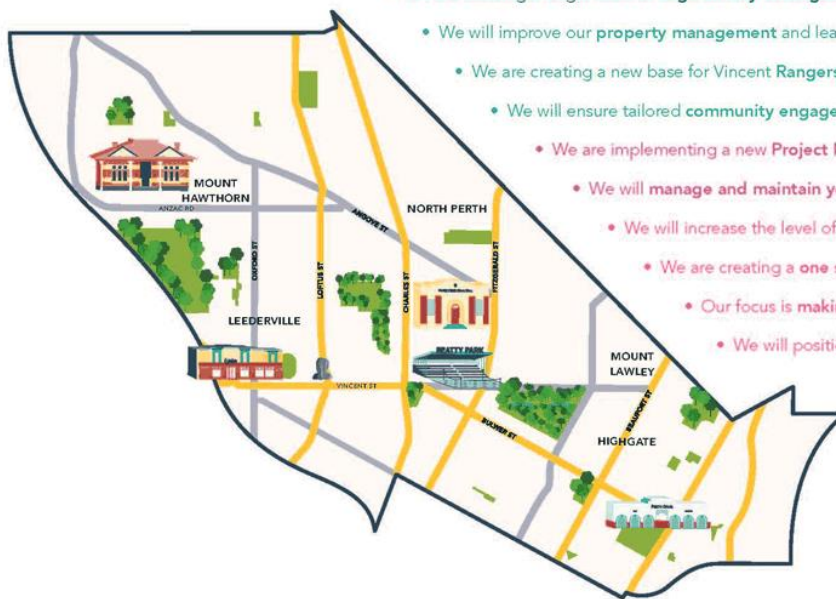 • We will improve our property management and lea
• We are creating a new base for Vincent Rangers
• We will ensure tailored community engage
• We are implementing a new Project
• We will manage and maintain y
• We will increase the level of
• We are creating a one
• Our focus is makin
• We will positi
MOUNT
HAWTHORN
ANZAC RD
NORTH PERTH
ANGOVE ST
OXFORD ST
LOFTUS ST
CHARLES ST
FITZGERALD ST
LEEDERVILLE
BEATTY PARK
VINCENT ST
MOUNT
LAWLEY
BULWER ST
BEAUFORT ST
HIGHGATE